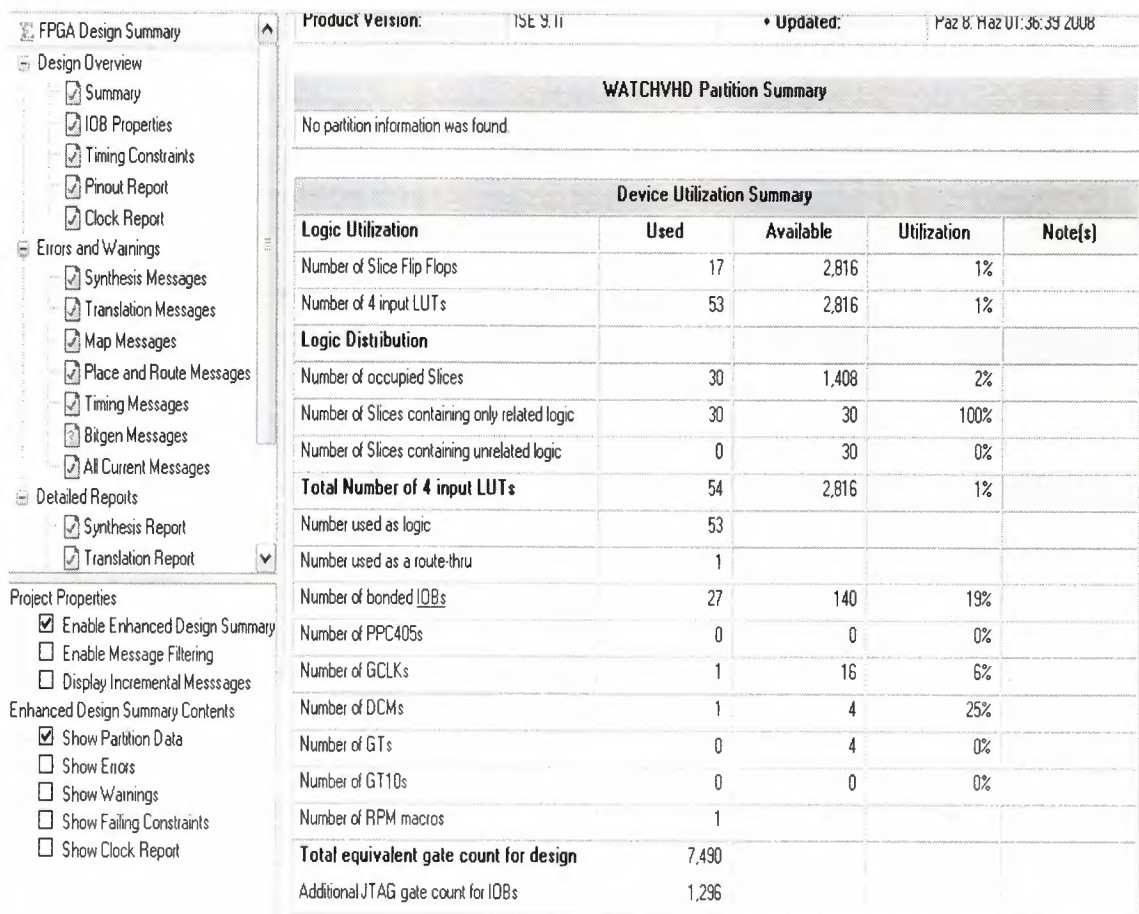 FPGA Design Summary
Design Overview
Summary
IOB Properties
Timing Constraints
Pinout Report
Clock Report
Errors and Warnings
Synthesis Messages
Translation Messages
Map Messages
Place and Route Messages
Timing Messages
Bitgen Messages
All Current Messages
Detailed Reports
Synthesis Report
Translation Report
Project Properties
Enable Enhanced Design Summary
Enable Message Filtering
Display Incremental Messsages
Enhanced Design Summary Contents
Show Partition Data
Show Errors
Show Warnings
Show Failing Constraints
Show Clock Report
Product Version: ISE 9.1i • Updated: Paz 8. Haz 01:36:39 2008
WATCHVHD Partition Summary
No partition information was found.
Device Utilization Summary
Logic Utilization Used Available Utilization Note(s)
Number of Slice Flip Flops 17 2,816 1%
Number of 4 input LUTs 53 2,816 1%
Logic Distribution
Number of occupied Slices 30 1,408 2%
Number of Slices containing only related logic 30 30 100%
Number of Slices containing unrelated logic 0 30 0%
Total Number of 4 input LUTs 54 2,816 1%
Number used as logic 53
Number used as a route-thru 1
Number of bonded IOBs 27 140 19%
Number of PPC405s 0 0 0%
Number of GCLKs 1 16 6%
Number of DCMs 1 4 25%
Number of GTs 0 4 0%
Number of GT10s 0 0 0%
Number of RPM macros 1
Total equivalent gate count for design 7,490
Additional JTAG gate count for IOBs 1,296